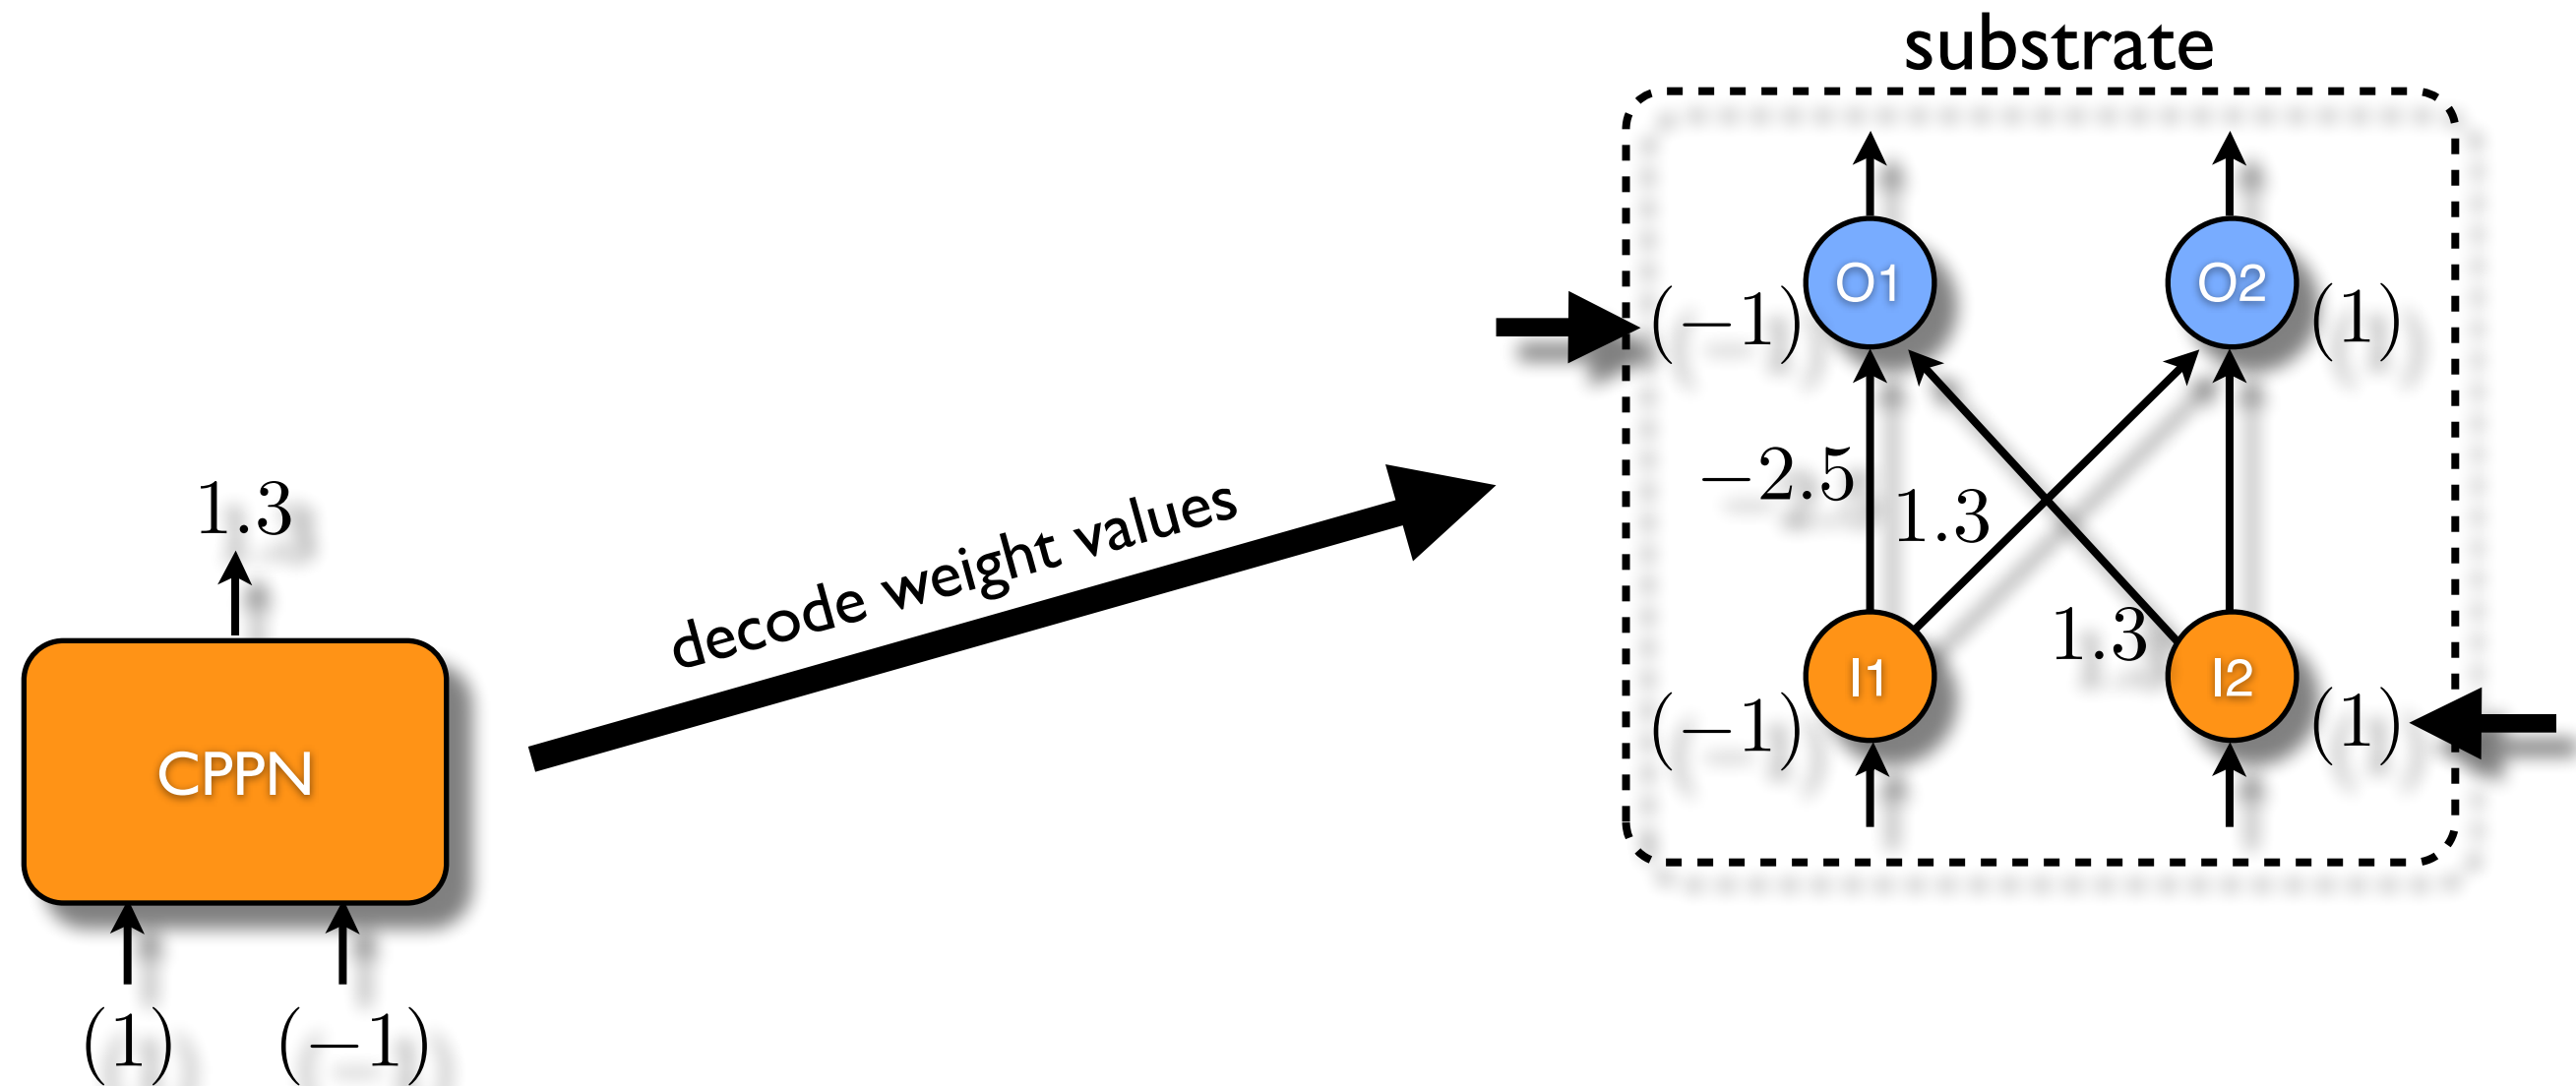 substrate
O1
O2
(−1)
(1)
−2.5
1.3
1.3
decode weight values
1.3
I1
I2
(−1)
(1)
CPPN
(1)
(−1)